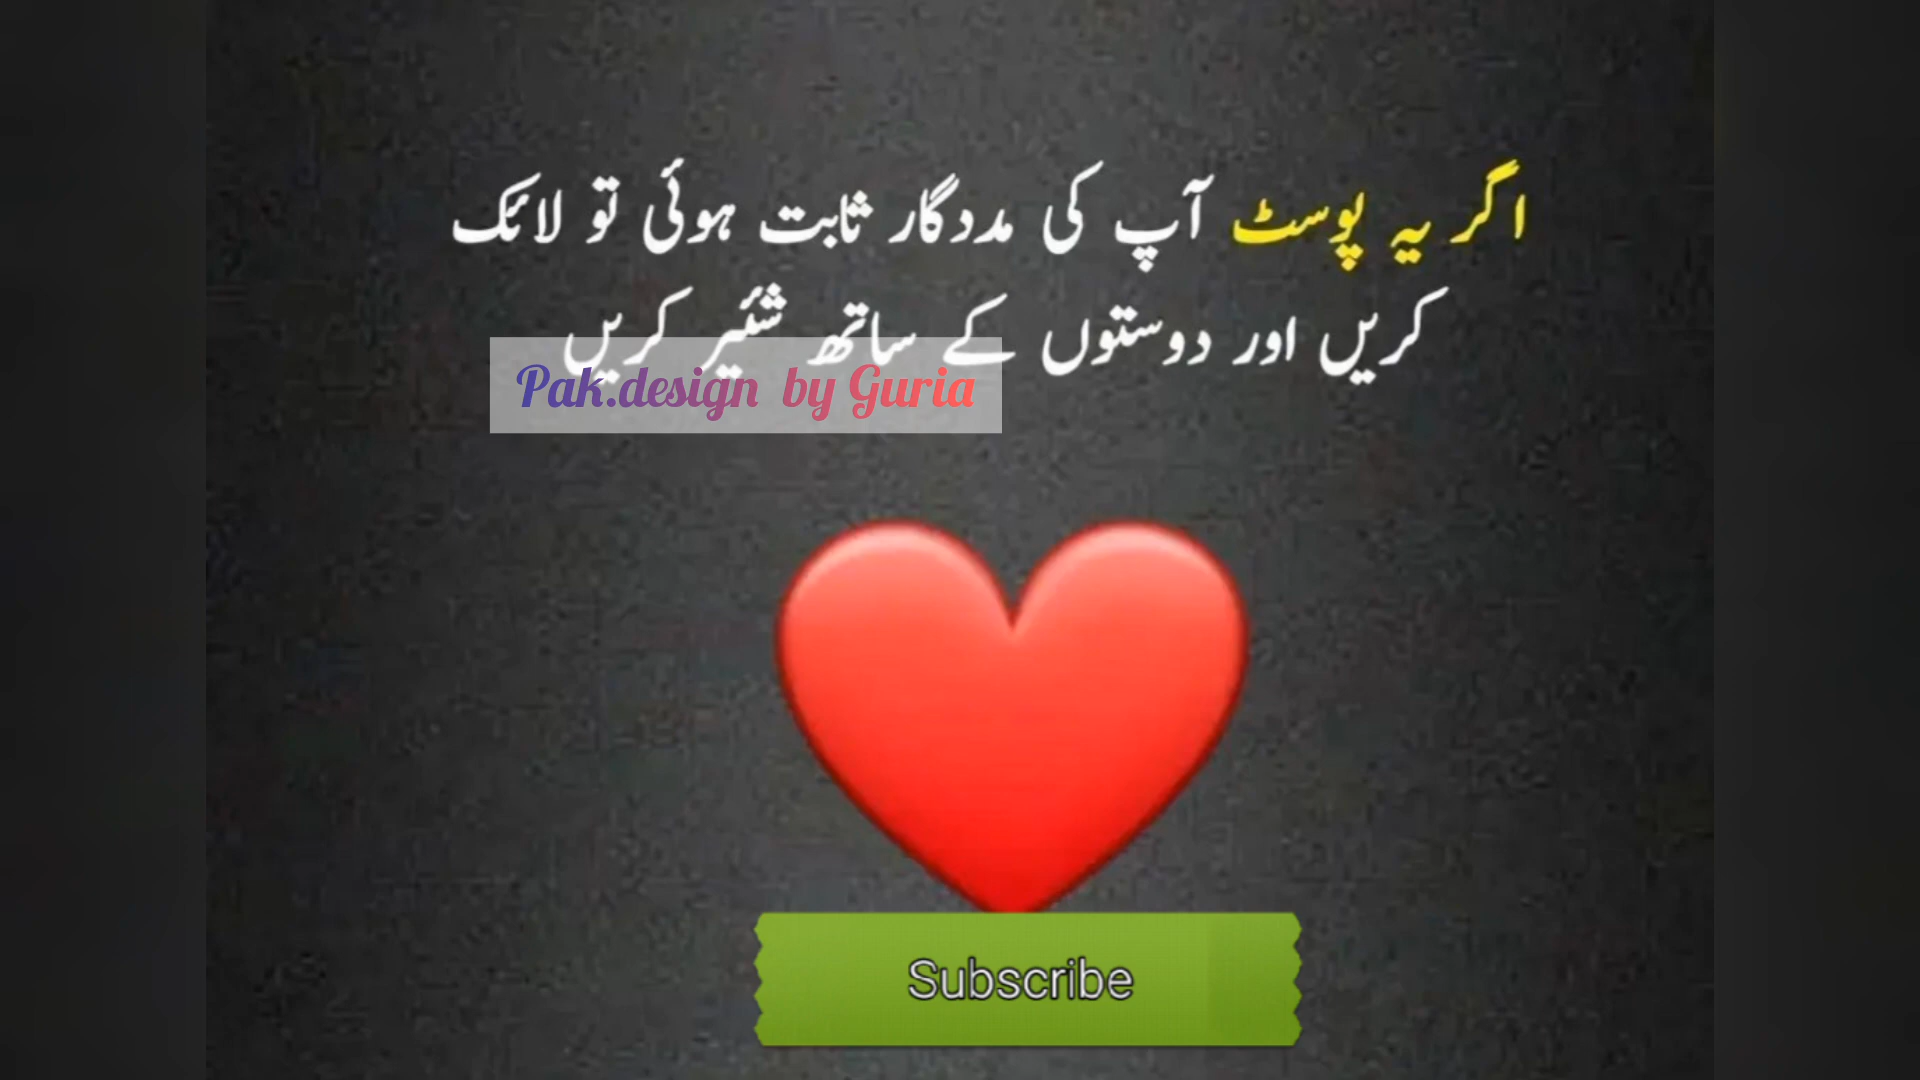 اگر یہ پوسٹ آپ کی مددگار ثابت ہوئی تو لائک
کریں اور دوستوں کے ساتھ شئیر کریں
Pak.design by Guria
Subscribe